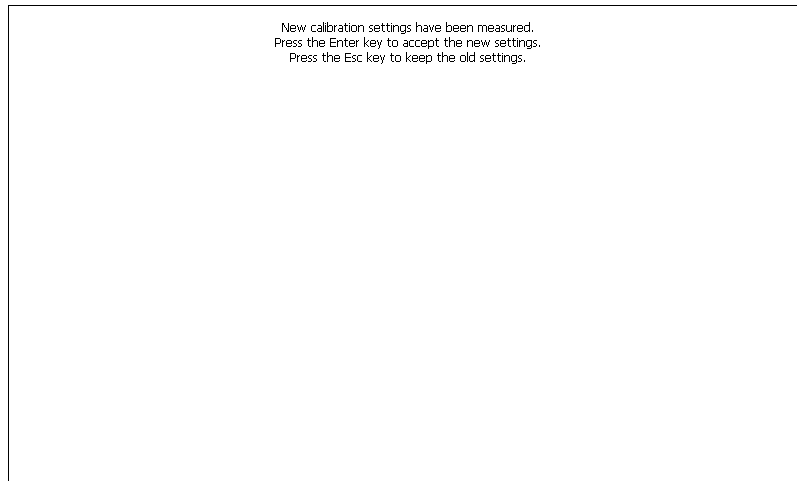 New calibration settings have been measured.
Press the Enter key to accept the new settings.
Press the Esc key to keep the old settings.